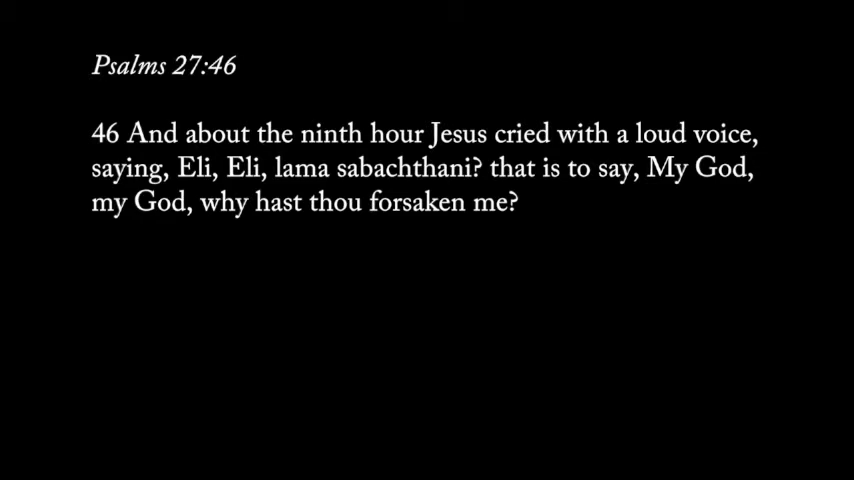 Psalms 27:46
46 And about the ninth hour Jesus cried with a loud voice,
saying, Eli, Eli, lama sabachthani? that is to say, My God,
my God, why hast thou forsaken me?